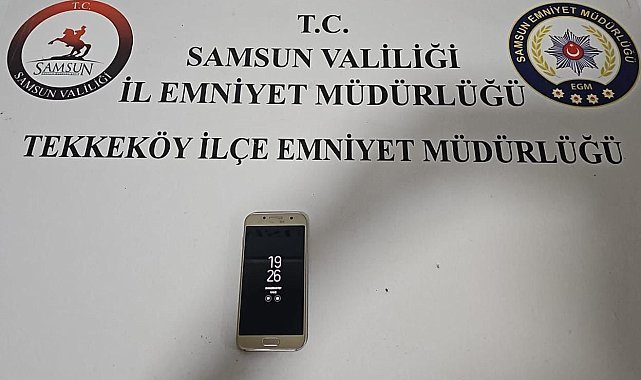 T.C.
SAMSUN VALİLİĞİ
İL EMNİYET MÜDÜRLÜĞÜ
TEKKEKÖY İLÇE EMNİYET MÜDÜRLÜĞÜ
T.C.
SAMSUN
SAMSUN VALİLİĞİ
SAMSUN EMNİYET MÜDÜRLÜĞÜ
EGM
19
26